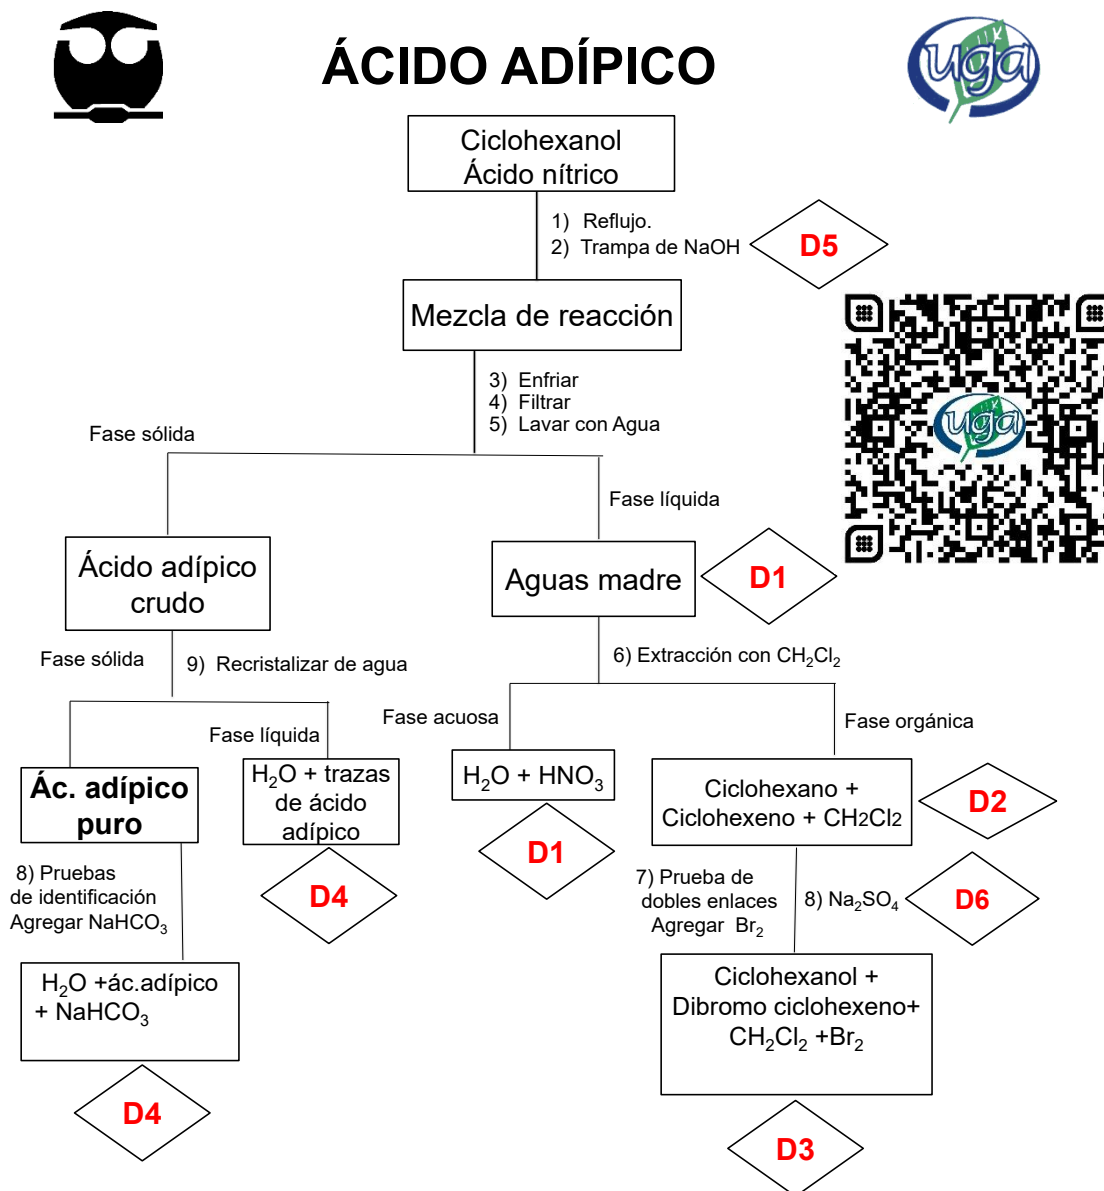 ÁCIDO ADÍPICO
uga
Ciclohexanol
Ácido nítrico
1) Reflujo.
2) Trampa de NaOH
D5
Mezcla de reacción
3) Enfriar
4) Filtrar
5) Lavar con Agua
uga
Fase sólida
Fase líquida
Ácido adípico
crudo
Aguas madre
D1
Fase sólida
9) Recristalizar de agua
6) Extracción con CH₂Cl₂
Fase líquida
Fase acuosa
Fase orgánica
Ác. adípico
puro
H₂O + trazas
de ácido
adípico
H₂O + HNO₃
Ciclohexano +
Ciclohexeno + CH2Cl2
D2
D4
D1
8) Pruebas
de identificación
Agregar NaHCO₃
7) Prueba de
dobles enlaces
Agregar Br₂
8) Na₂SO₄
D6
H₂O +ác.adípico
+ NaHCO₃
Ciclohexanol +
Dibromo ciclohexeno+
CH₂Cl₂ +Br₂
D4
D3